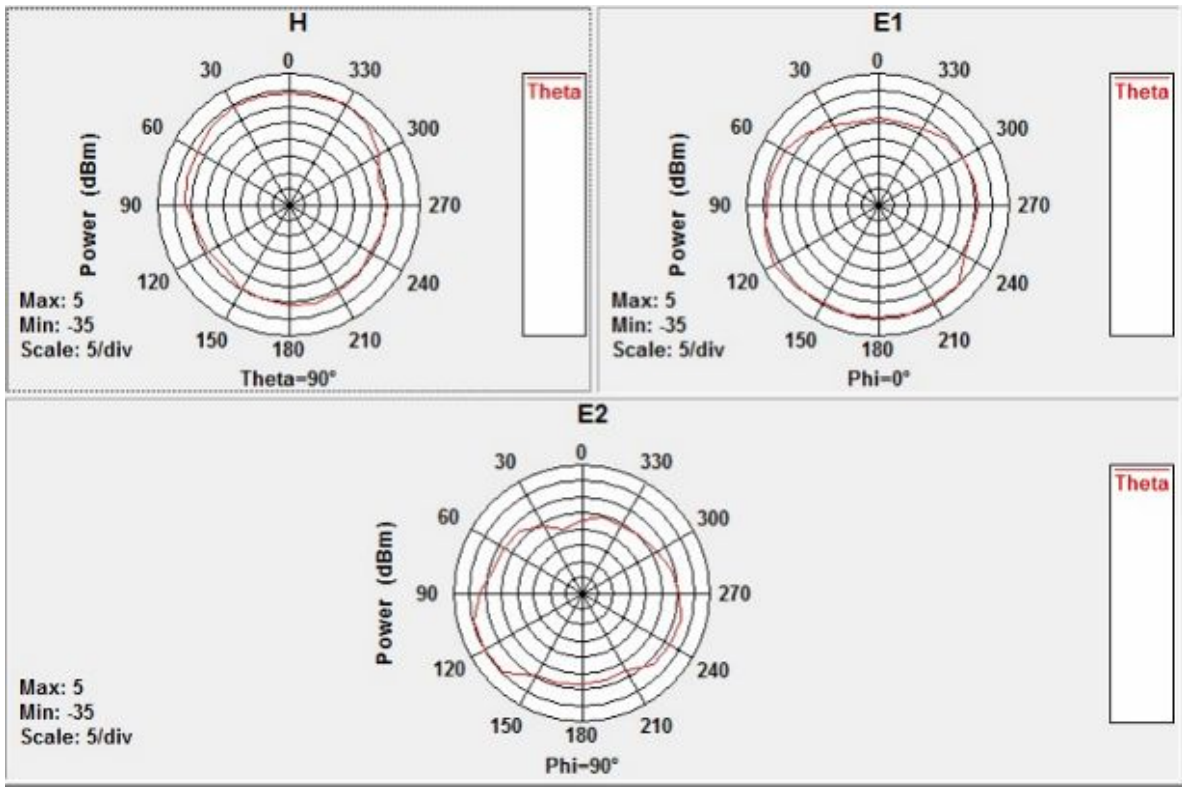 H
0
30
330
60
300
90
270
120
240
150
210
180
Power (dBm)
Theta
Max: 5
Min: -35
Scale: 5/div
Theta=90°
E1
0
30
330
60
300
90
270
120
240
150
210
180
Power (dBm)
Theta
Max: 5
Min: -35
Scale: 5/div
Phi=0°
E2
0
30
330
60
300
90
270
120
240
150
210
180
Power (dBm)
Theta
Max: 5
Min: -35
Scale: 5/div
Phi=90°